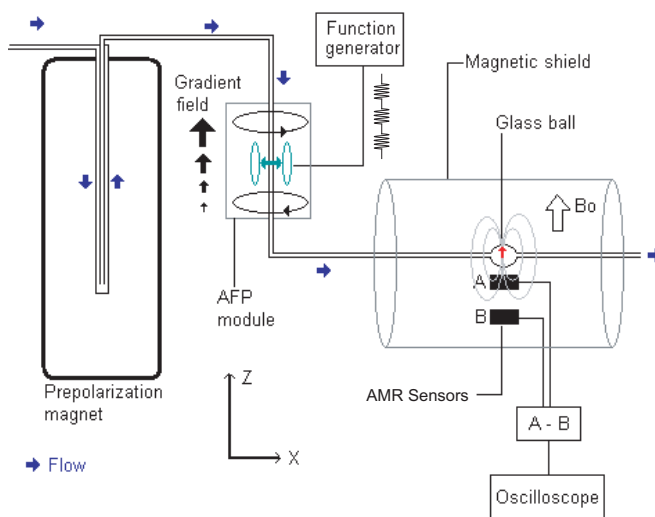 Function
generator
Magnetic shield
Gradient
field
Glass ball
Bo
A
B
AFP
module
Prepolarization
magnet
Z
X
AMR Sensors
A - B
Flow
Oscilloscope